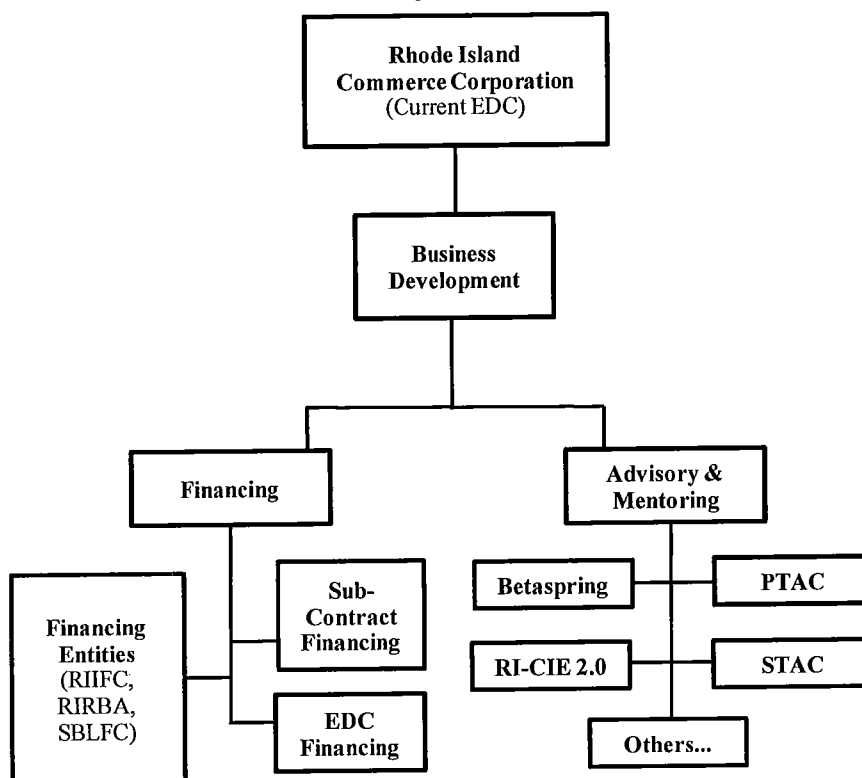 Rhode Island
Commerce Corporation
(Current EDC)
Business
Development
Financing
Advisory &
Mentoring
Financing
Entities
(RIIFC,
RIRBA,
SBLFC)
Sub-
Contract
Financing
EDC
Financing
Betaspring
PTAC
RI-CIE 2.0
STAC
Others...